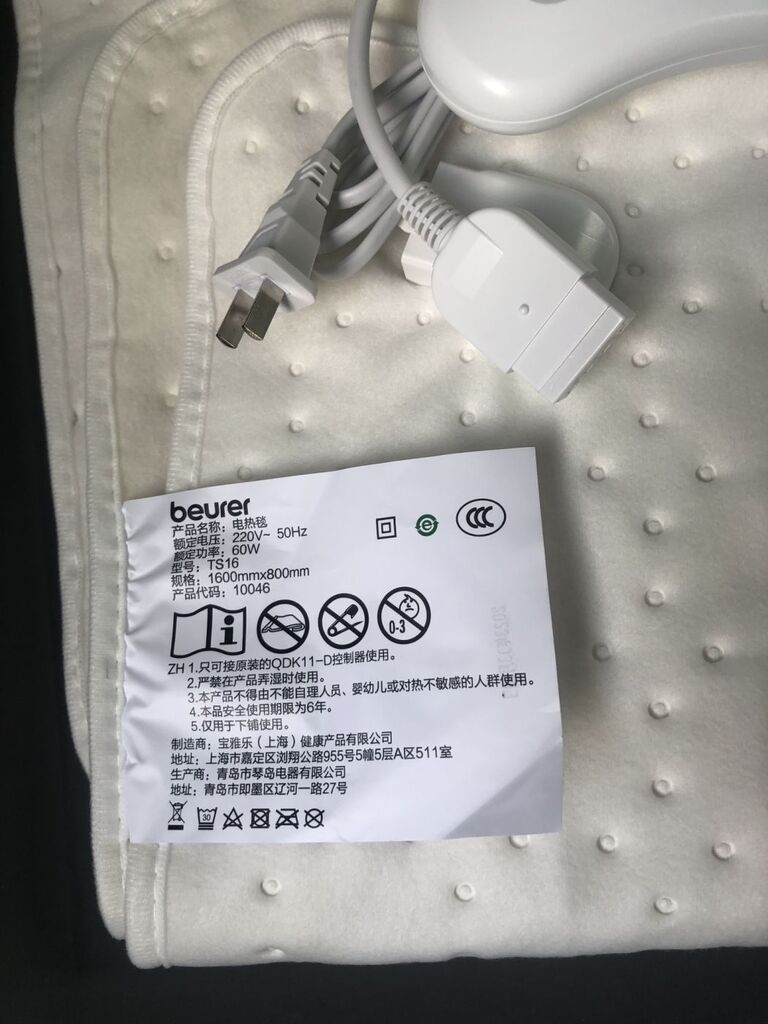 beurer
产品名称：电热毯
额定电压：220V~ 50Hz
额定功率：60W
型号：TS16
规格：1600mmx800mm
产品代码：10046
CCC
0-3
ZH 1.只可接原装的QDK11-D控制器使用。
2.严禁在产品弄湿时使用。
3.本产品不得由不能自理人员、婴幼儿或对热不敏感的人群使用。
4.本品安全使用期限为6年。
5.仅用于下铺使用。
制造商：宝雅乐（上海）健康产品有限公司
地址：上海市嘉定区浏翔公路955号5幢5层A区511室
生产商：青岛市琴岛电器有限公司
地址：青岛市即墨区辽河一路27号
30